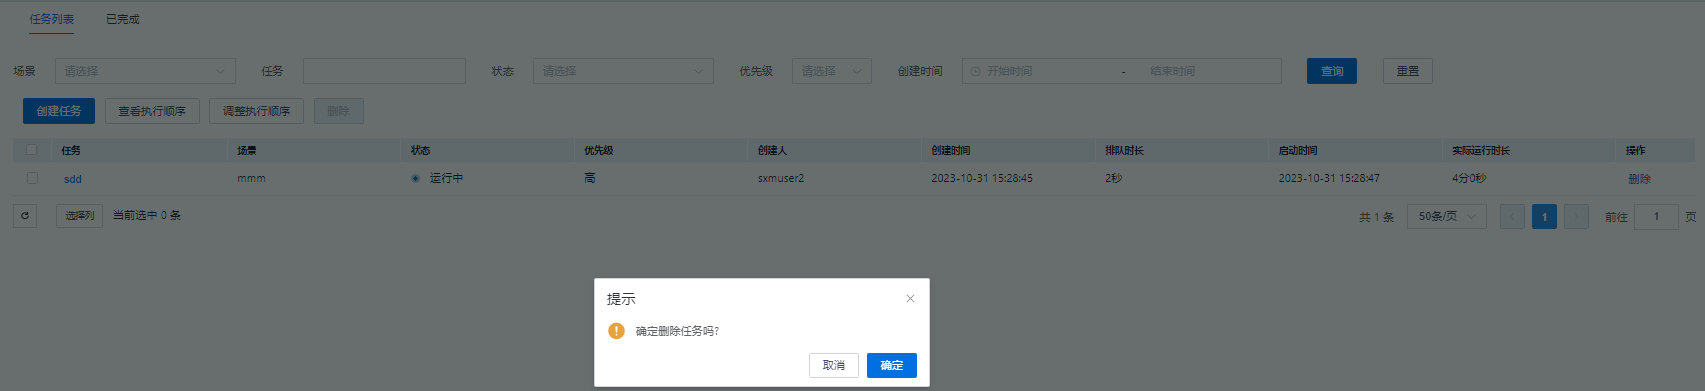 任务列表 已完成
场景 请选择 任务 状态 请选择 优先级 请选择 创建时间 开始时间 - 结束时间 查询 重置
创建任务 查看执行顺序 调整执行顺序 删除
任务 场景 状态 优先级 创建人 创建时间 排队时长 启动时间 实际运行时长 操作
sdd mmm 运行中 高 sxmuser2 2023-10-31 15:28:45 2秒 2023-10-31 15:28:47 4分0秒 删除
选择列 当前选中 0 条 共 1 条 50条/页 1 前往 1 页
提示
确定删除任务吗?
取消 确定